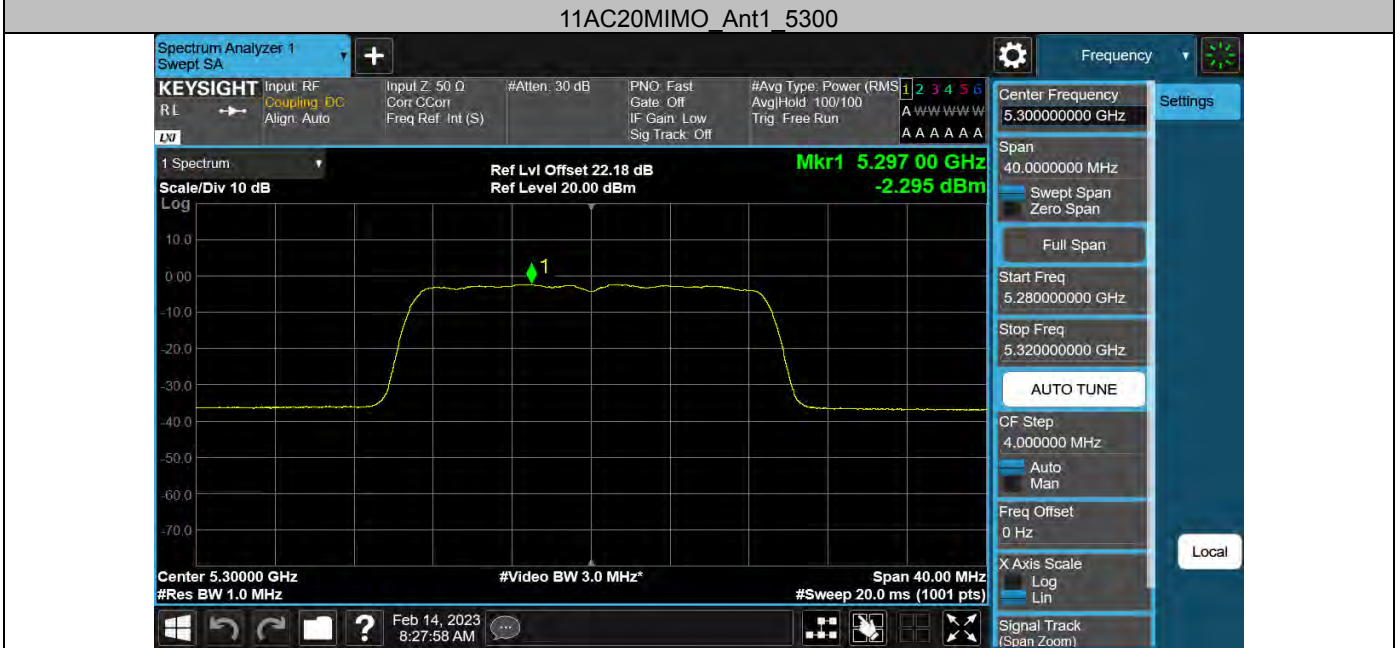 11AC20MIMO_Ant1_5300
Spectrum Analyzer 1
Swept SA
Frequency
KEYSIGHT
RL
LXI
Input: RF
Coupling: DC
Align: Auto
Input Z: 50 Ω
Corr CCorr
Freq Ref: Int (S)
#Atten: 30 dB
PNO: Fast
Gate: Off
IF Gain: Low
Sig Track: Off
#Avg Type: Power (RMS
Avg|Hold: 100/100
Trig: Free Run
1 2 3 4 5 6
A W W W W W
A A A A A A
1 Spectrum
Scale/Div 10 dB
Log
Ref Lvl Offset 22.18 dB
Ref Level 20.00 dBm
Mkr1 5.297 00 GHz
-2.295 dBm
10.0
0.00
-10.0
-20.0
-30.0
-40.0
-50.0
-60.0
-70.0
1
Center 5.30000 GHz
#Res BW 1.0 MHz
#Video BW 3.0 MHz*
Span 40.00 MHz
#Sweep 20.0 ms (1001 pts)
Center Frequency
5.300000000 GHz
Span
40.0000000 MHz
Swept Span
Zero Span
Full Span
Start Freq
5.280000000 GHz
Stop Freq
5.320000000 GHz
AUTO TUNE
CF Step
4.000000 MHz
Auto
Man
Freq Offset
0 Hz
X Axis Scale
Log
Lin
Signal Track
(Span Zoom)
Settings
Local
?
Feb 14, 2023
8:27:58 AM